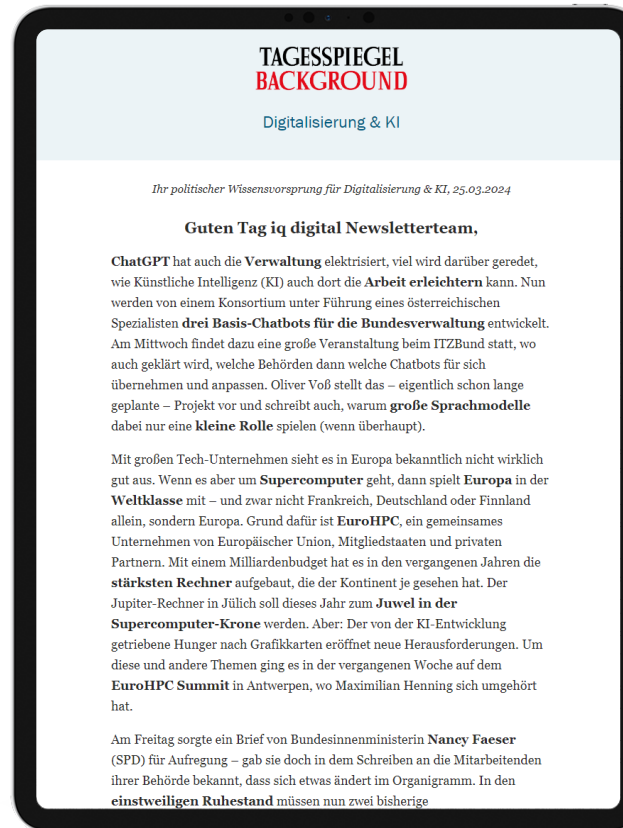 TAGESSPIEGEL
BACKGROUND
Digitalisierung & KI
Ihr politischer Wissensvorsprung für Digitalisierung & KI, 25.03.2024
Guten Tag iq digital Newsletterteam,
ChatGPT hat auch die Verwaltung elektrisiert, viel wird darüber geredet,
wie Künstliche Intelligenz (KI) auch dort die Arbeit erleichtern kann. Nun
werden von einem Konsortium unter Führung eines österreichischen
Spezialisten drei Basis-Chatbots für die Bundesverwaltung entwickelt.
Am Mittwoch findet dazu eine große Veranstaltung beim ITZBund statt, wo
auch geklärt wird, welche Behörden dann welche Chatbots für sich
übernehmen und anpassen. Oliver Voß stellt das – eigentlich schon lange
geplante – Projekt vor und schreibt auch, warum große Sprachmodelle
dabei nur eine kleine Rolle spielen (wenn überhaupt).
Mit großen Tech-Unternehmen sieht es in Europa bekanntlich nicht wirklich
gut aus. Wenn es aber um Supercomputer geht, dann spielt Europa in der
Weltklasse mit – und zwar nicht Frankreich, Deutschland oder Finnland
allein, sondern Europa. Grund dafür ist EuroHPC, ein gemeinsames
Unternehmen von Europäischer Union, Mitgliedstaaten und privaten
Partnern. Mit einem Milliardenbudget hat es in den vergangenen Jahren die
stärksten Rechner aufgebaut, die der Kontinent je gesehen hat. Der
Jupiter-Rechner in Jülich soll dieses Jahr zum Juwel in der
Supercomputer-Krone werden. Aber: Der von der KI-Entwicklung
getriebene Hunger nach Grafikkarten eröffnet neue Herausforderungen. Um
diese und andere Themen ging es in der vergangenen Woche auf dem
EuroHPC Summit in Antwerpen, wo Maximilian Henning sich umgehört
hat.
Am Freitag sorgte ein Brief von Bundesinnenministerin Nancy Faeser
(SPD) für Aufregung – gab sie doch in dem Schreiben an die Mitarbeitenden
ihrer Behörde bekannt, dass sich etwas ändert im Organigramm. In den
einstweiligen Ruhestand müssen nun zwei bisherige